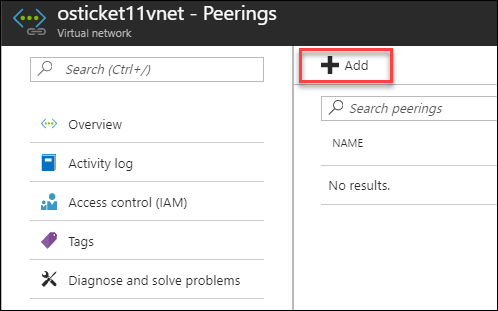 osticket11vnet - Peerings
Virtual network
Search (Ctrl+/)
Overview
Activity log
Access control (IAM)
Tags
Diagnose and solve problems
Add
Search peerings
NAME
No results.